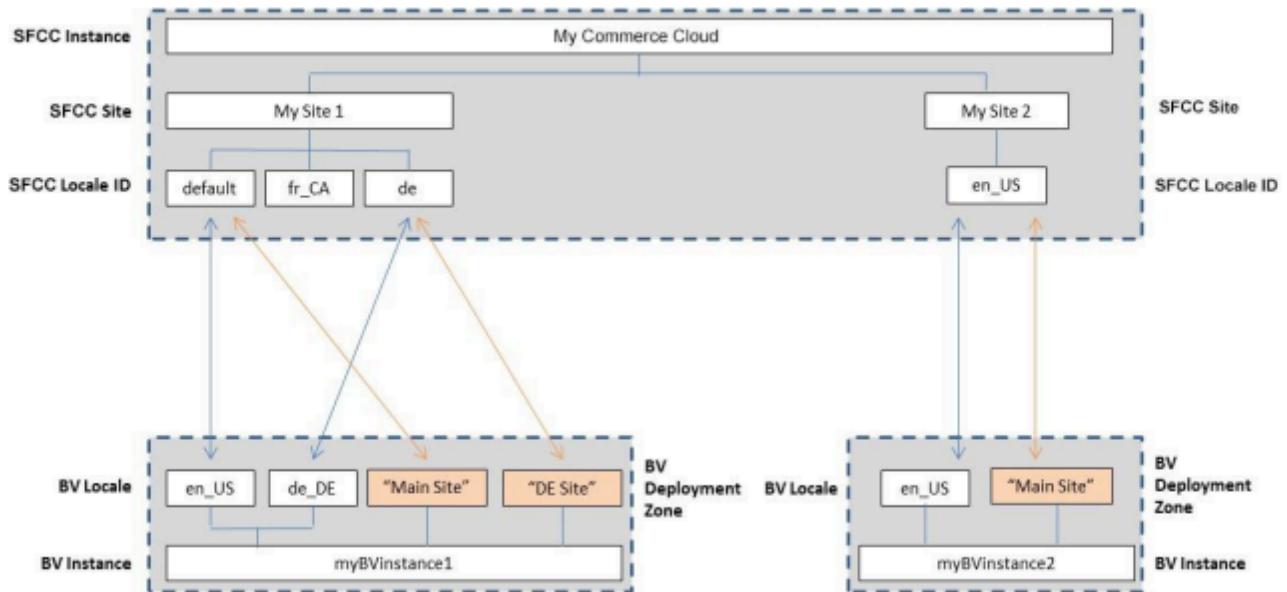 SFCC Instance
My Commerce Cloud
SFCC Site
My Site 1
My Site 2
SFCC Site
SFCC Locale ID
default
fr_CA
de
en_US
SFCC Locale ID
BV Locale
en_US
de_DE
“Main Site”
“DE Site”
BV
Deployment
Zone
BV Instance
myBVinstance1
BV Locale
en_US
“Main Site”
BV
Deployment
Zone
myBVinstance2
BV Instance